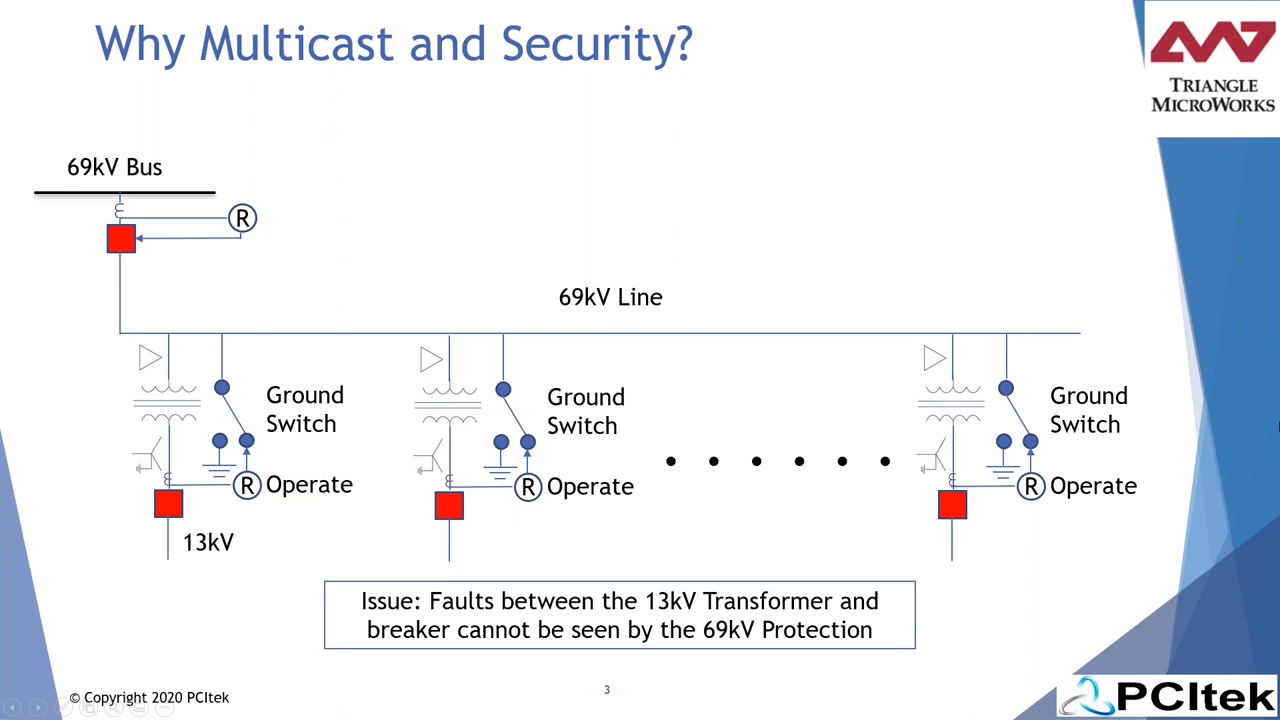 Why Multicast and Security?
TRIANGLE
MICROWORKS
69kV Bus
R
69kV Line
Ground
Switch
Ground
Switch
Ground
Switch
R Operate
R Operate
R Operate
13kV
Issue: Faults between the 13kV Transformer and
breaker cannot be seen by the 69kV Protection
3
© Copyright 2020 PCItek
PCItek